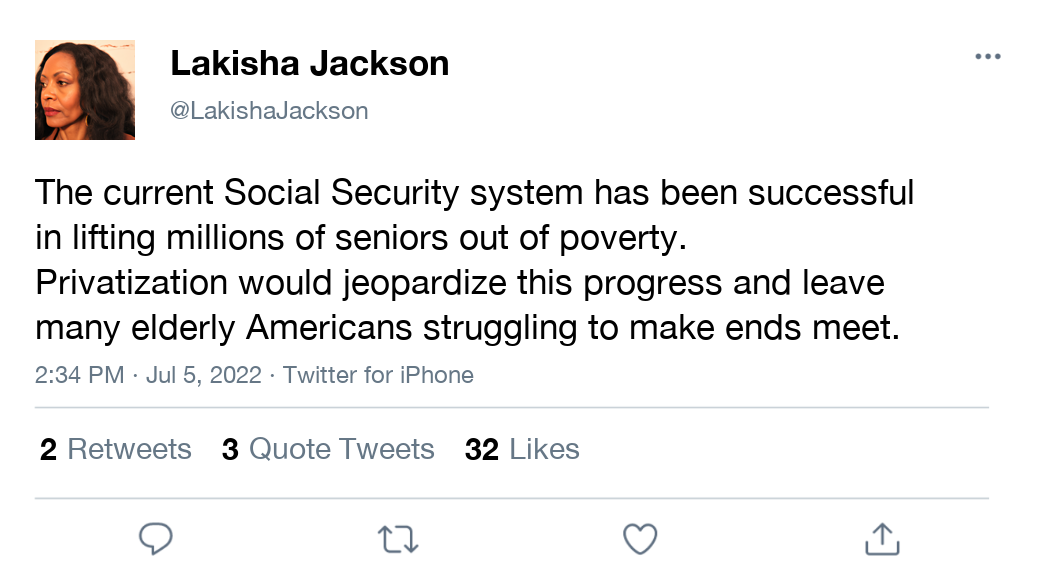 Lakisha Jackson
@LakishaJackson
The current Social Security system has been successful
in lifting millions of seniors out of poverty.
Privatization would jeopardize this progress and leave
many elderly Americans struggling to make ends meet.
2:34 PM · Jul 5, 2022 · Twitter for iPhone
2 Retweets 3 Quote Tweets 32 Likes